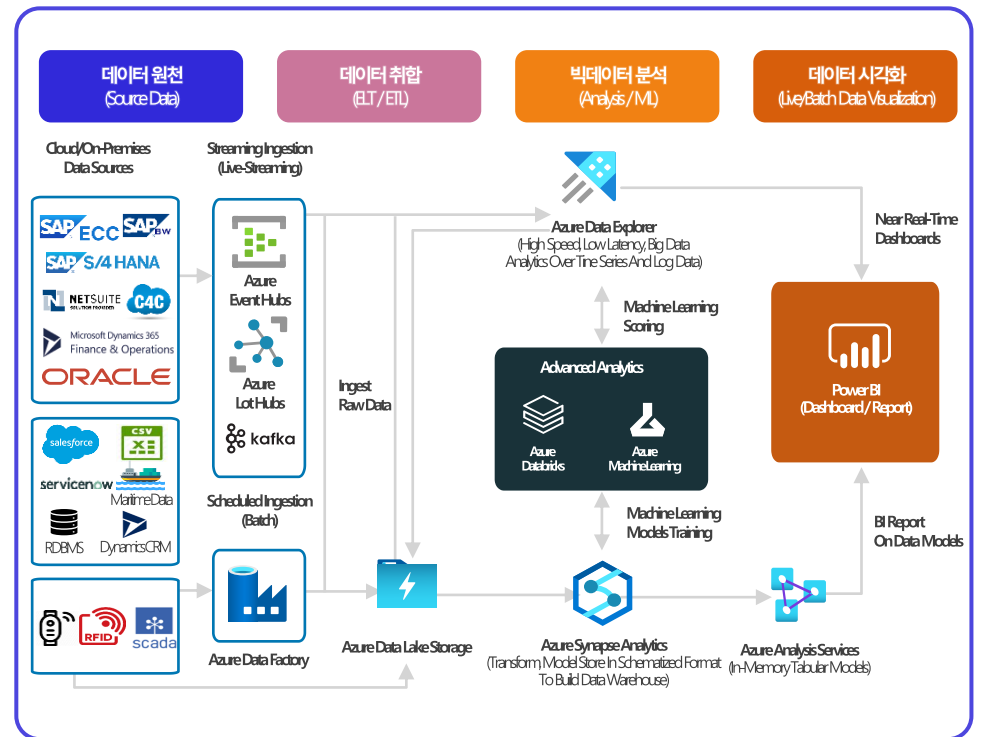 데이터 원천
(Source Data)
데이터 취합
(ELT / ETL)
빅데이터 분석
(Analysis / ML)
데이터 시각화
(Live/Batch Data Visualization)
Cloud/On-Premises
Data Sources
SAP ECC
SAP BW
SAP S/4 HANA
N NETSUITE
SOLUTION PROVIDER
C4C
Microsoft Dynamics 365
Finance & Operations
ORACLE
salesforce
CSV
X
servicenow
Maritime Data
RDBMS
Dynamics CRM
RFID
scada
Streaming Ingestion
(Live-Streaming)
Azure
Event Hubs
Azure
Lot Hubs
kafka
Scheduled Ingestion
(Batch)
Azure Data Factory
Ingest
Raw Data
Azure Data Lake Storage
Azure Data Explorer
(High Speed, Low Latency, Big Data
Analytics Over Tine Series And Log Data)
Machine Learning
Scoring
Advanced Analytics
Azure
Databricks
Azure
Machine Learning
Machine Learning
Models Training
Azure Synapse Analytics
(Transform, Model Store In Schematized Format
To Build Data Warehouse)
Near Real-Time
Dashboards
Power BI
(Dashboard / Report)
BI Report
On Data Models
Azure Analysis Services
(In-Memory Tabular Models)